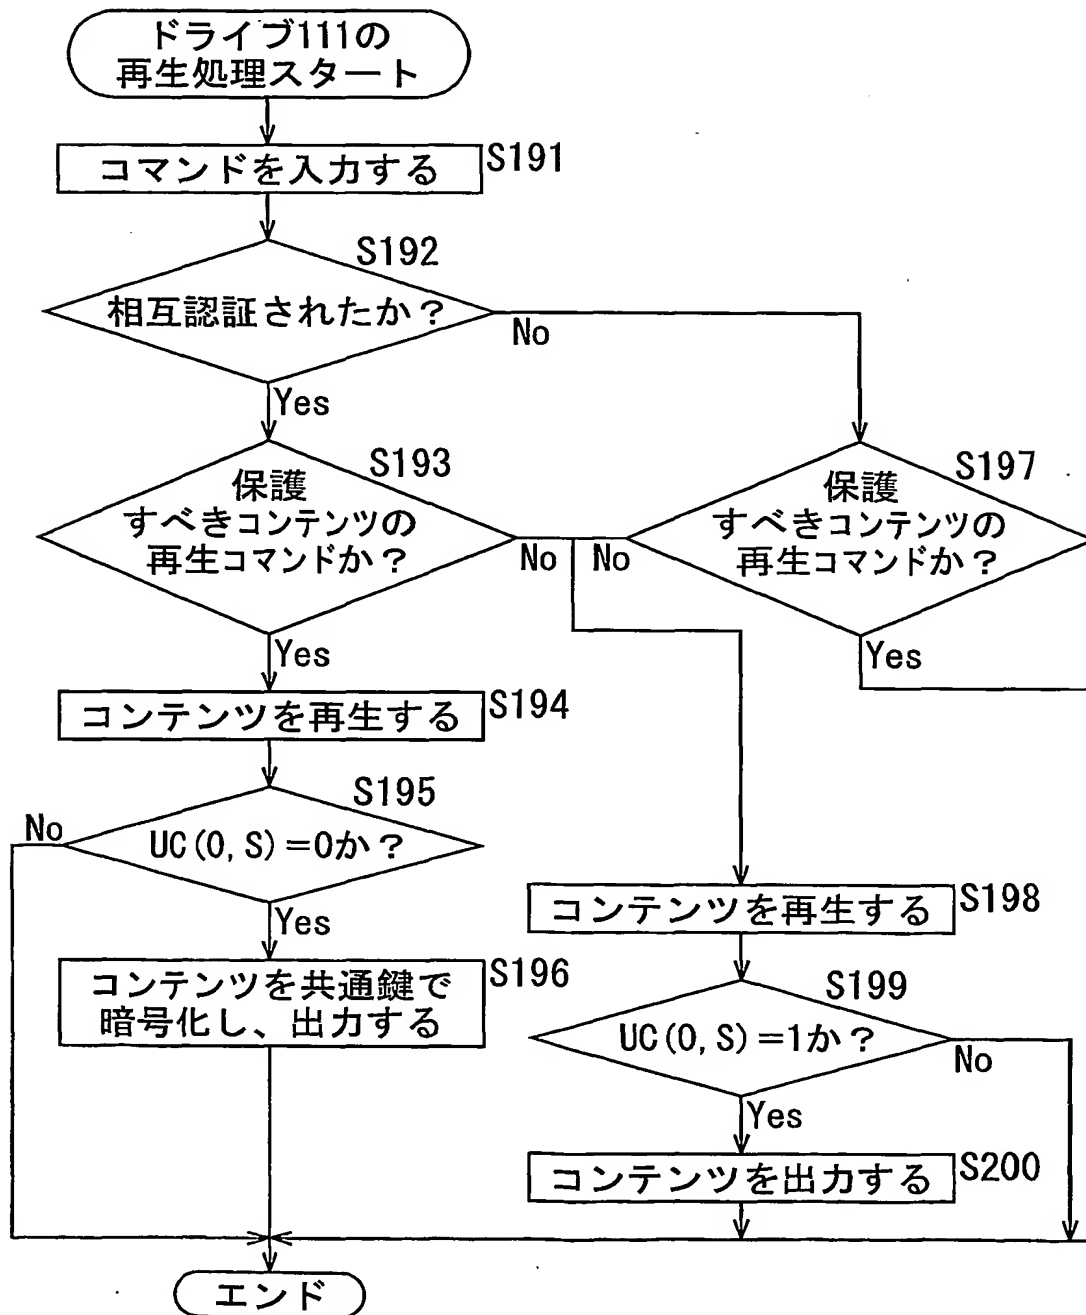 ドライブ111の
再生処理スタート
コマンドを入力する
S191
S192
相互認証されたか？
No
Yes
S193
保護
すべきコンテンツの
再生コマンドか？
No
Yes
S197
保護
すべきコンテンツの
再生コマンドか？
No
Yes
コンテンツを再生する
S194
S195
UC(O,S)=0か？
No
Yes
コンテンツを共通鍵で
暗号化し、出力する
S196
コンテンツを再生する
S198
S199
UC(O,S)=1か？
No
Yes
コンテンツを出力する
S200
エンド